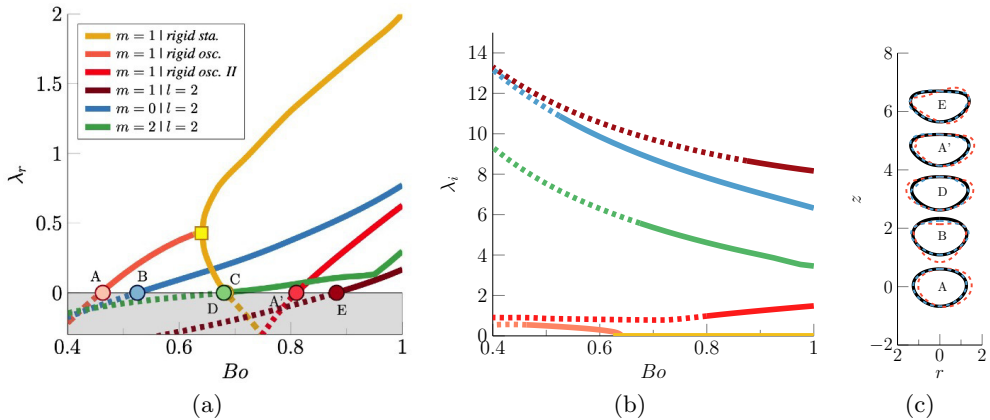 2
1.5
1
0.5
0
λr
m = 1 | rigid sta.
m = 1 | rigid osc.
m = 1 | rigid osc. II
m = 1 | l = 2
m = 0 | l = 2
m = 2 | l = 2
A
B
C
D
A'
E
0.4
0.6
0.8
1
Bo
(a)
14
12
10
8
6
4
2
0
λi
0.4
0.6
0.8
1
Bo
(b)
8
6
4
2
0
−2
z
E
A'
D
B
A
−2
0
2
r
(c)